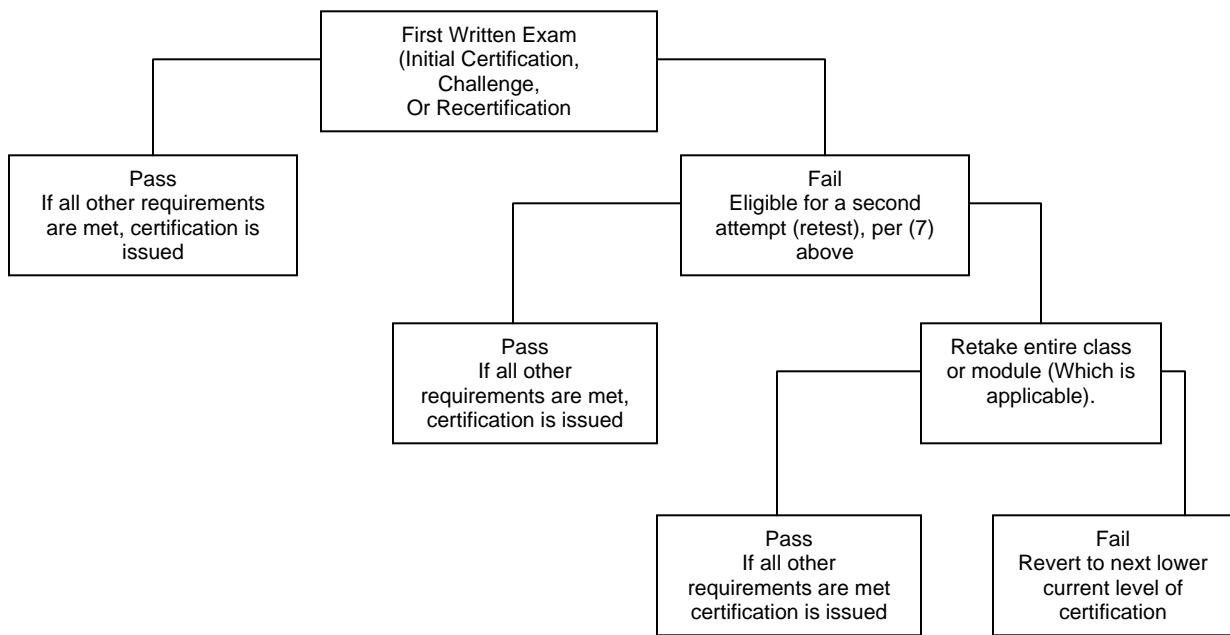 First Written Exam
(Initial Certification,
Challenge,
Or Recertification
Pass
If all other requirements
are met, certification is
issued
Fail
Eligible for a second
attempt (retest), per (7)
above
Pass
If all other
requirements are met,
certification is issued
Retake entire class
or module (Which is
applicable).
Pass
If all other
requirements are met
certification is issued
Fail
Revert to next lower
current level of
certification